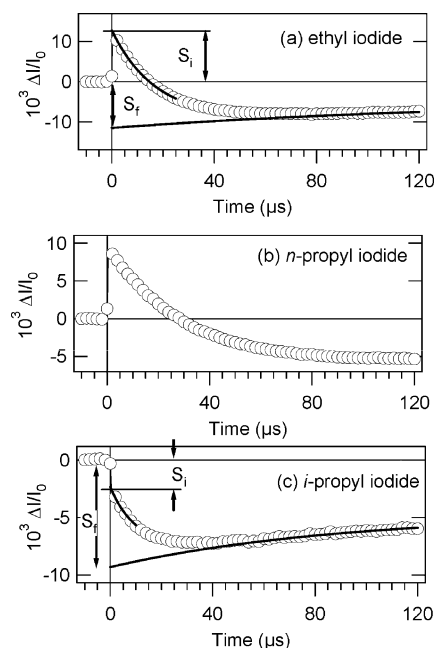 (a) ethyl iodide
10³ ΔI/I₀
10
0
-10
Sᵢ
S_f
0
40
80
120
Time (μs)
(b) n-propyl iodide
10³ ΔI/I₀
10
5
0
-5
0
40
80
120
Time (μs)
(c) i-propyl iodide
10³ ΔI/I₀
0
-5
-10
Sᵢ
S_f
0
40
80
120
Time (μs)